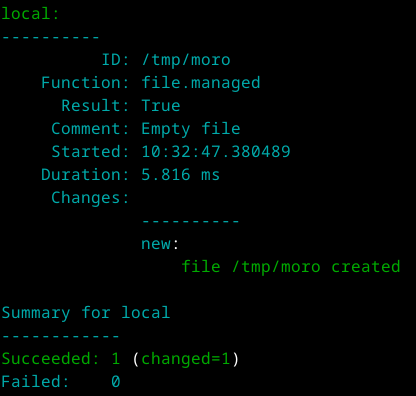 local:
----------
          ID: /tmp/moro
    Function: file.managed
      Result: True
     Comment: Empty file
     Started: 10:32:47.380489
    Duration: 5.816 ms
     Changes:
              ----------
              new:
                  file /tmp/moro created

Summary for local
------------
Succeeded: 1 (changed=1)
Failed:    0